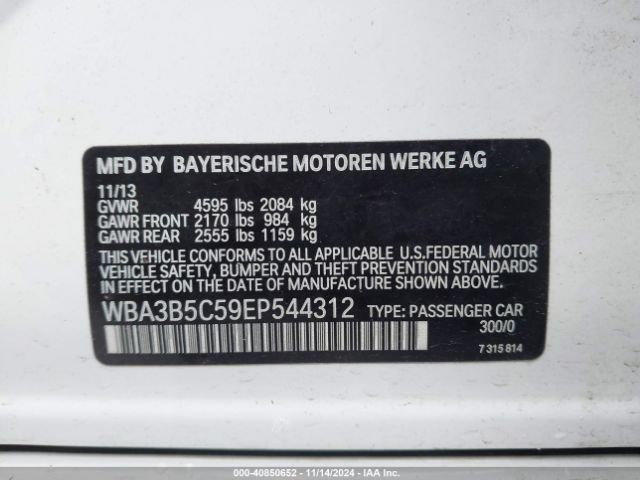 MFD BY BAYERISCHE MOTOREN WERKE AG
11/13
GVWR 4595 lbs 2084 kg
GAWR FRONT 2170 lbs 984 kg
GAWR REAR 2555 lbs 1159 kg
THIS VEHICLE CONFORMS TO ALL APPLICABLE U.S.FEDERAL MOTOR
VEHICLE SAFETY, BUMPER AND THEFT PREVENTION STANDARDS
IN EFFECT ON THE DATE OF MANUFACTURE SHOWN ABOVE.
WBA3B5C59EP544312 TYPE: PASSENGER CAR
300/0
7 315 814
000-40850652 - 11/14/2024 - IAA Inc.